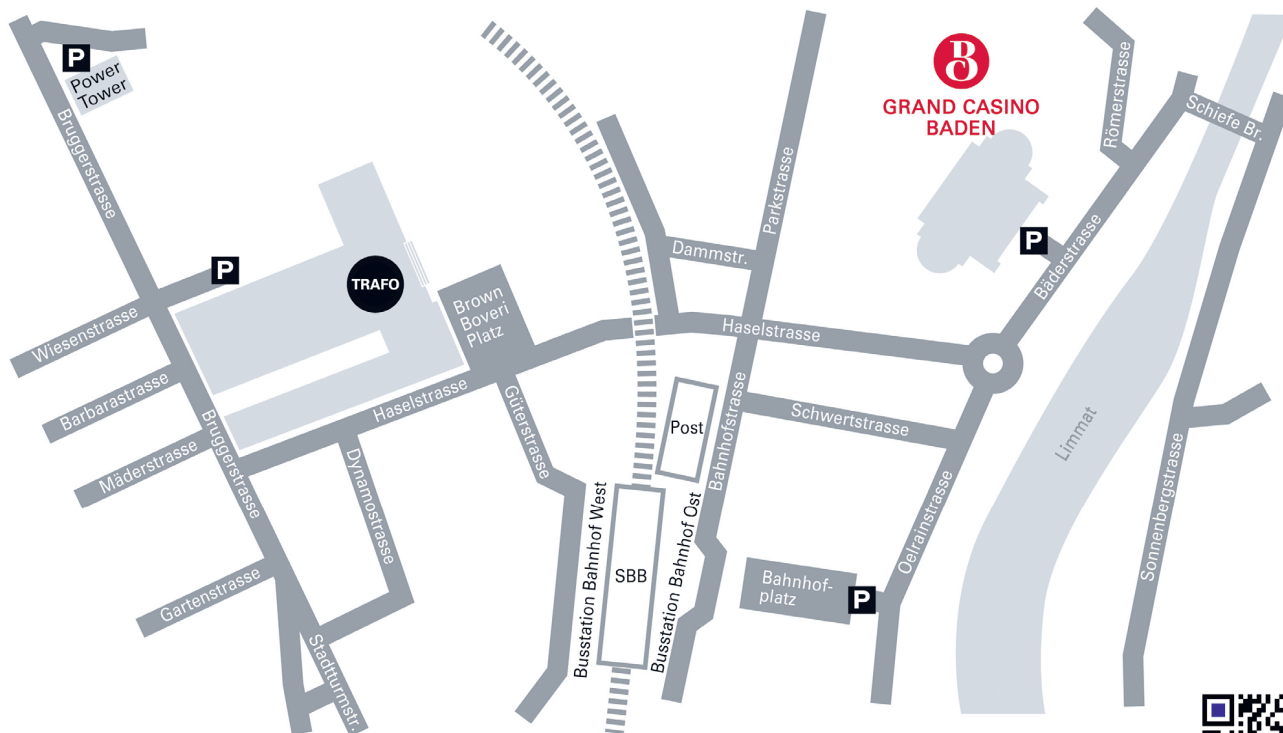 P
Power
Tower
Bruggerstrasse
GRAND CASINO
BADEN
Römerstrasse
Schiefe Br.
Parkstrasse
Dammstr.
P
Bäderstrasse
P
TRAFO
Brown
Boveri
Platz
Wiesenstrasse
Haselstrasse
Barbarastrasse
Haselstrasse
Güterstrasse
Post
Bahnhofstrasse
Schwertstrasse
Limmat
Mäderstrasse
Bruggerstrasse
Dynamostrasse
Busstation Bahnhof West
SBB
Busstation Bahnhof Ost
Bahnhof-
platz
P
Oelrainstrasse
Sonnenbergstrasse
Gartenstrasse
Stadtturmstr.